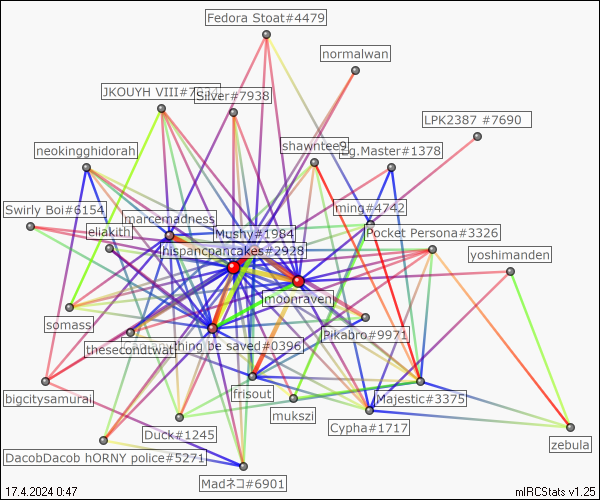 Fedora Stoat#4479
normalwan
JKOUYH VIII#7
Silver#7938
LPK2387 #7690
neokingghidorah
shawntee9
g.Master#1378
Swirly Boi#6154
marcemadness
ming#4742
eliakith
Mushy#1984
Pocket Persona#3326
hispancpancakes#2928
yoshimanden
moonraven
somass
Pikabro#9971
thesecondtwat
thing be saved#0396
bigcitysamurai
frisout
Majestic#3375
mukszi
Cypha#1717
Duck#1245
zebula
DacobDacob hORNY police#5271
Madネコ#6901
17.4.2024 0:47
mIRCStats v1.25